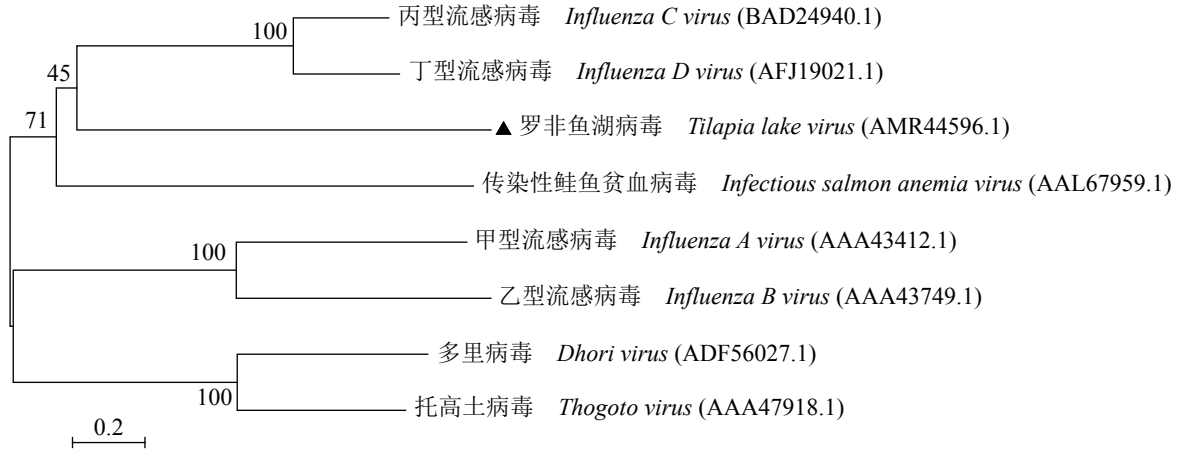 丙型流感病毒 Influenza C virus (BAD24940.1)
100
丁型流感病毒 Influenza D virus (AFJ19021.1)
45
71
▲ 罗非鱼湖病毒 Tilapia lake virus (AMR44596.1)
传染性鲑鱼贫血病毒 Infectious salmon anemia virus (AAL67959.1)
甲型流感病毒 Influenza A virus (AAA43412.1)
100
乙型流感病毒 Influenza B virus (AAA43749.1)
多里病毒 Dhori virus (ADF56027.1)
100
托高土病毒 Thogoto virus (AAA47918.1)
0.2